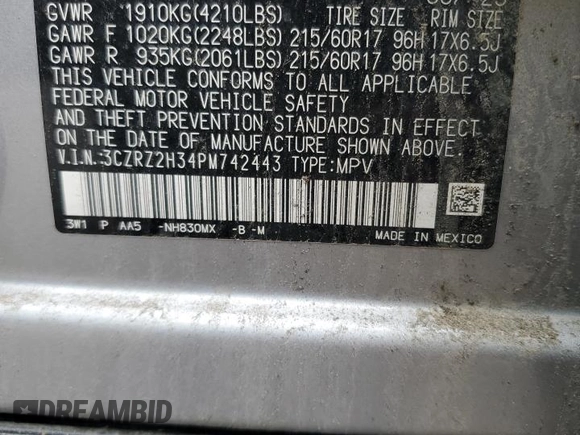 GVWR 1910KG(4210LBS) TIRE SIZE RIM SIZE
GAWR F 1020KG(2248LBS) 215/60R17 96H 17X6.5J
GAWR R 935KG(2061LBS) 215/60R17 96H 17X6.5J
THIS VEHICLE CONFORMS TO ALL APPLICABLE
FEDERAL MOTOR VEHICLE SAFETY
AND THEFT PREVENTION STANDARDS IN EFFECT
ON THE DATE OF MANUFACTURE SHOWN ABOVE.
V.I.N.:3CZRZ2H34PM742443 TYPE:MPV
3W1 P AA5 -NH830MX -B -M
MADE IN MEXICO
DREAMBID